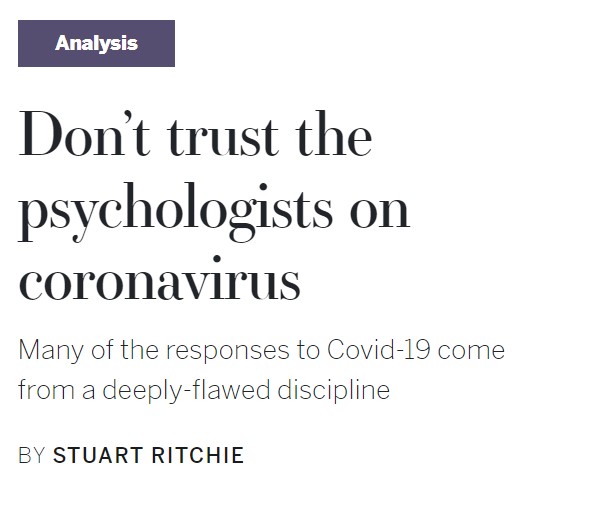 Analysis
Don’t trust the
psychologists on
coronavirus
Many of the responses to Covid-19 come
from a deeply-flawed discipline
BY STUART RITCHIE